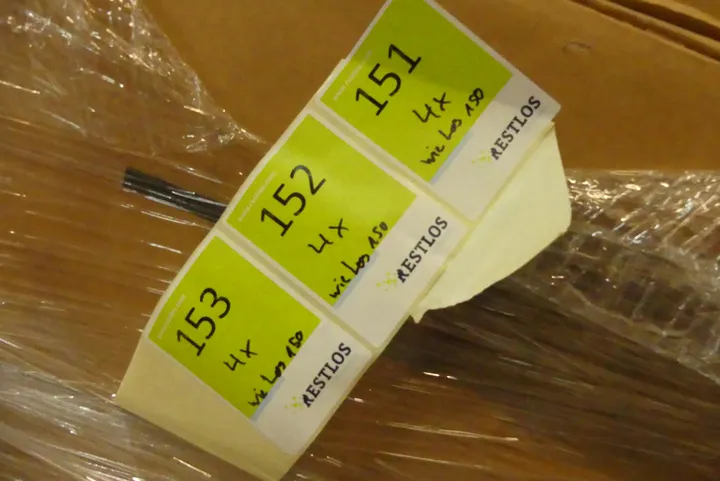 151
4x
wie Los 150
RESTLOS
152
4x
wie Los 150
RESTLOS
153
4x
wie Los 150
RESTLOS